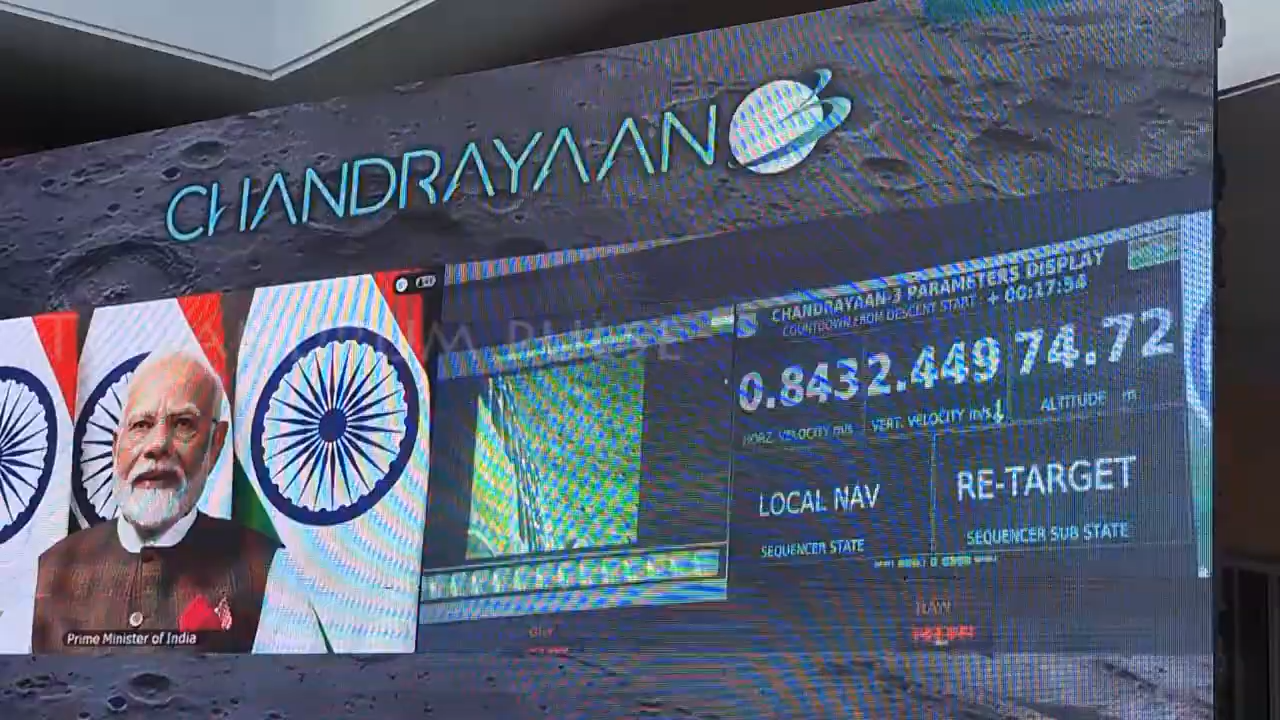 CHANDRAYAAN
CHANDRAYAAN-3 PARAMETERS DISPLAY
COUNTDOWN FROM DESCENT START : + 00:17:54
0.843 2.449 74.72
HORZ. VELOCITY m/s VERT. VELOCITY m/s ↓ ALTITUDE m
LOCAL NAV RE-TARGET
SEQUENCER STATE SEQUENCER SUB STATE
Prime Minister of India